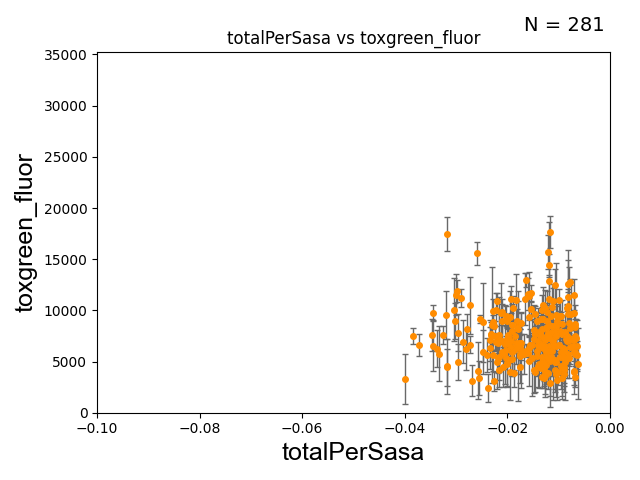 N = 281
totalPerSasa vs toxgreen_fluor
35000
30000
25000
20000
15000
10000
5000
0
toxgreen_fluor
−0.10 −0.08 −0.06 −0.04 −0.02 0.00
totalPerSasa